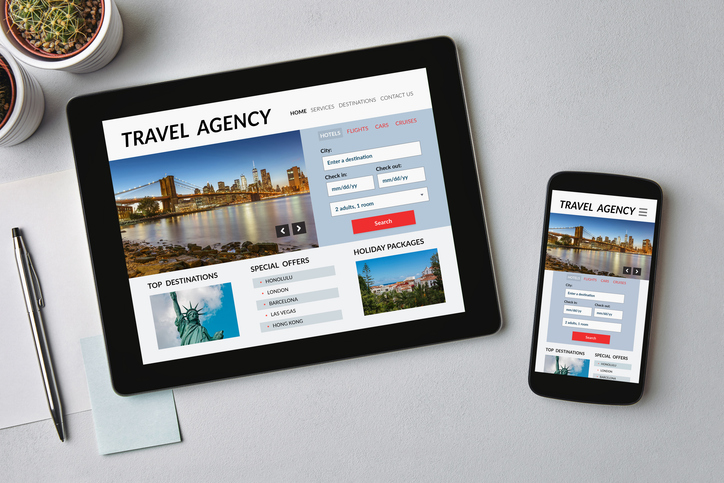 TRAVEL AGENCY
HOME SERVICES DESTINATIONS CONTACT US
HOTELS FLIGHTS CARS CRUISES
City:
Enter a destination
Check in: Check out:
mm/dd/yy mm/dd/yy
2 adults, 1 room
Search
TOP DESTINATIONS
SPECIAL OFFERS
HONOLULU
LONDON
BARCELONA
LAS VEGAS
HONG KONG
HOLIDAY PACKAGES
TRAVEL AGENCY
HOTELS FLIGHTS CARS CRUISES
City:
Enter a destination
Check in: Check out:
mm/dd/yy mm/dd/yy
2 adults, 1 room
Search
TOP DESTINATIONS
SPECIAL OFFERS
HONOLULU
LONDON